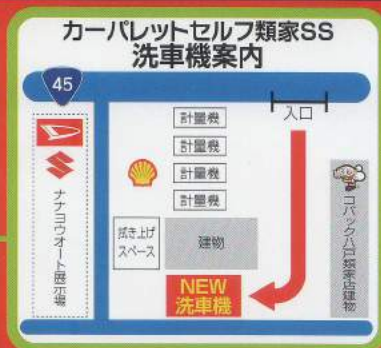 カーパレットセルフ類家SS
洗車機案内
45
入口
計量機
計量機
計量機
計量機
ナナヨウオート展示場
拭き上げ
スペース
建物
コバック八戸類家店建物
NEW
洗車機